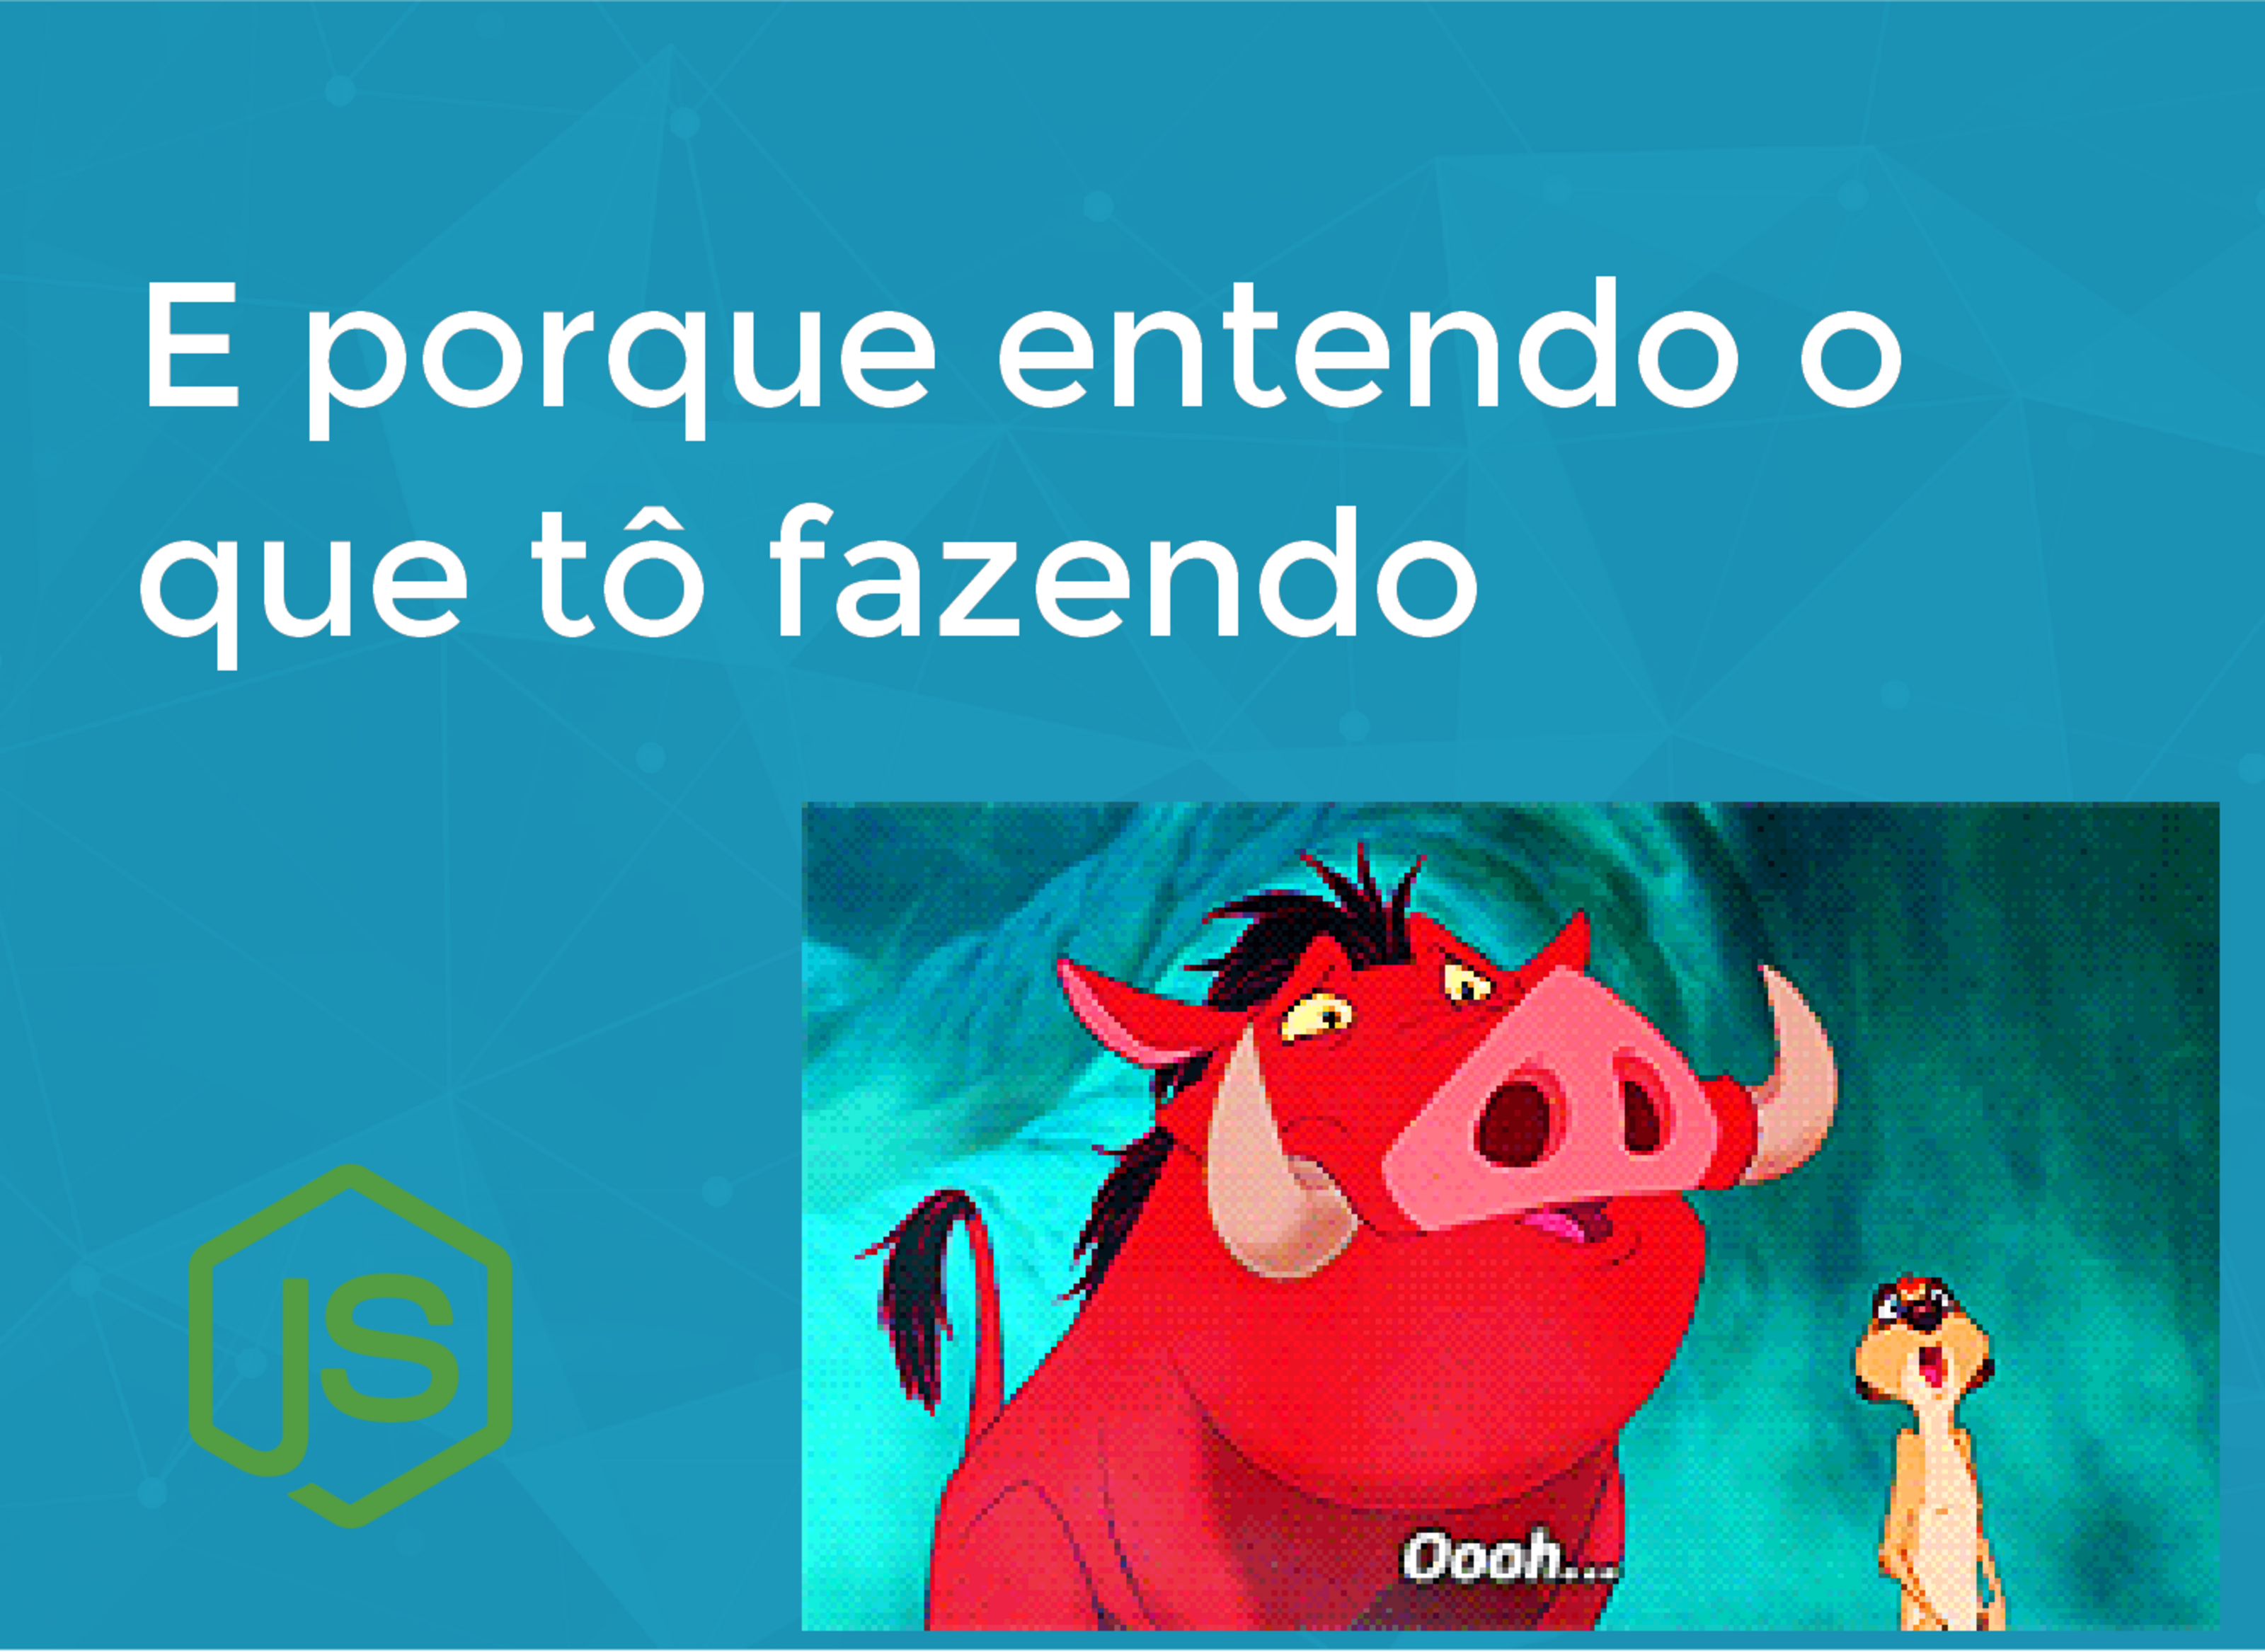 E porque entendo o
que tô fazendo
JS
Oooh...